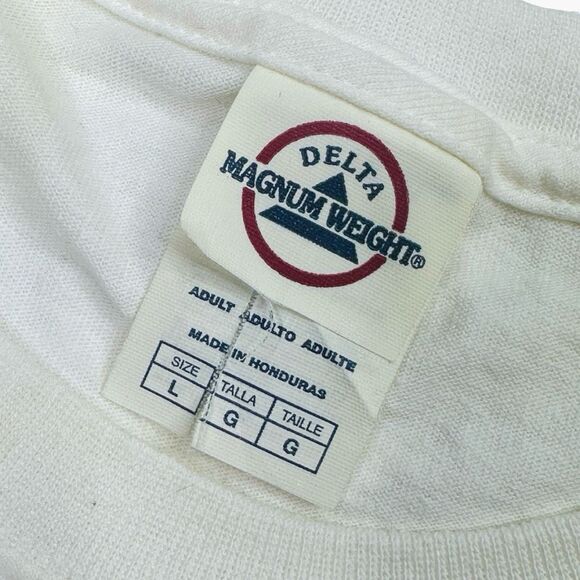 DELTA
MAGNUM WEIGHT®
ADULT ADULTO ADULTE
MADE IN HONDURAS
SIZE TALLA TAILLE
L G G